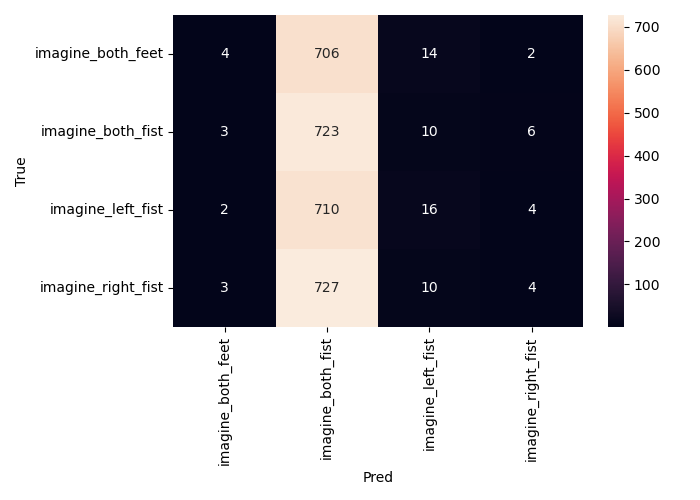 imagine_both_feet 4 706 14 2
imagine_both_fist 3 723 10 6
imagine_left_fist 2 710 16 4
imagine_right_fist 3 727 10 4
True
imagine_both_feet
imagine_both_fist
imagine_left_fist
imagine_right_fist
Pred
700
600
500
400
300
200
100